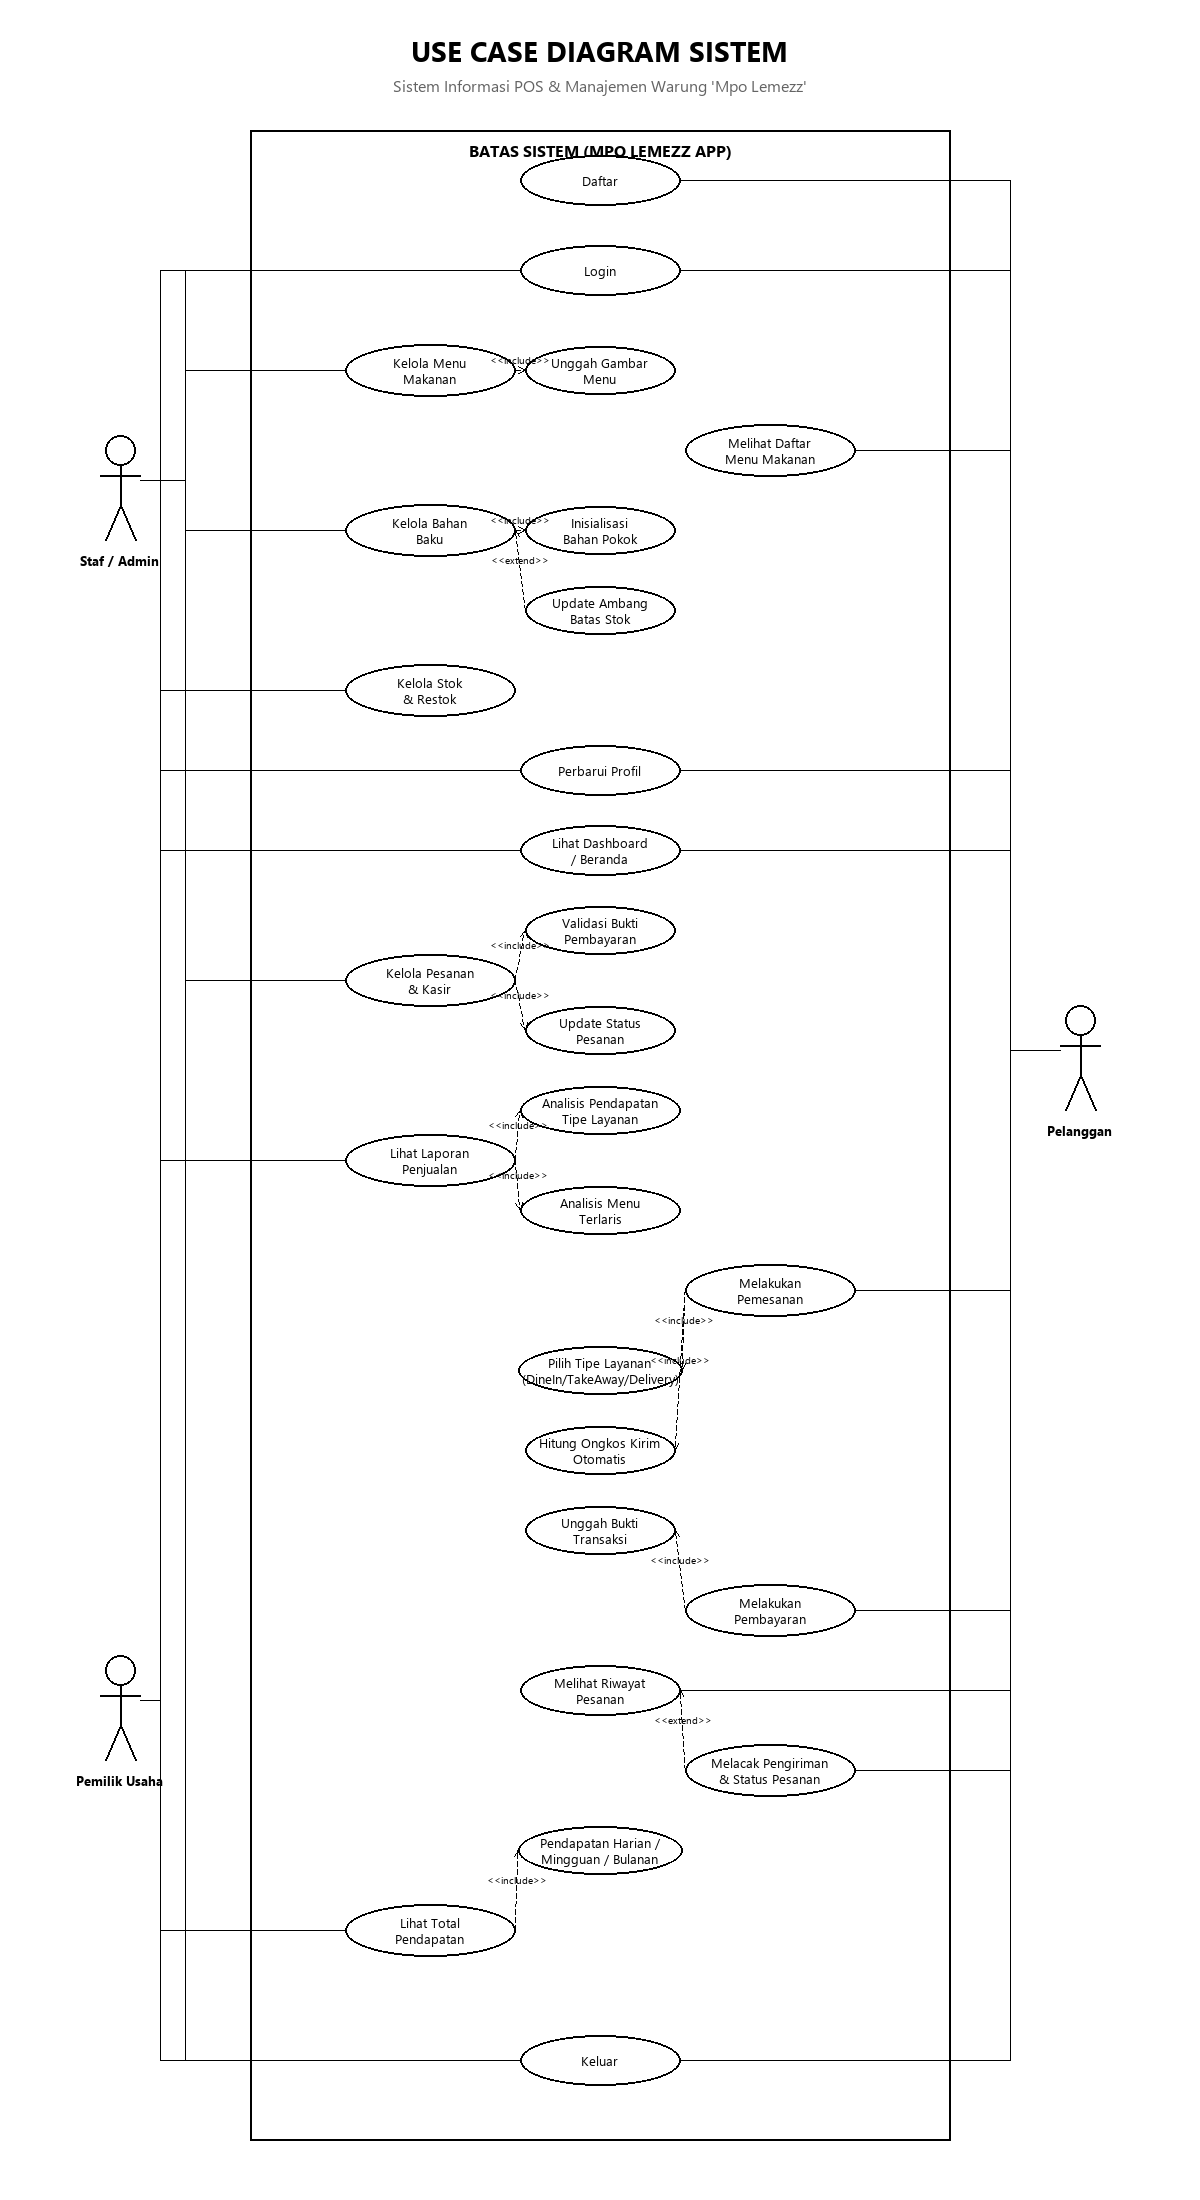 USE CASE DIAGRAM SISTEM
Sistem Informasi POS & Manajemen Warung 'Mpo Lemezz'
BATAS SISTEM (MPO LEMEZZ APP)
Daftar
Login
Kelola Menu
Makanan
<<include>>
Unggah Gambar
Menu
Melihat Daftar
Menu Makanan
Staf / Admin
Kelola Bahan
Baku
<<include>>
Inisialisasi
Bahan Pokok
<<extend>>
Update Ambang
Batas Stok
Kelola Stok
& Restok
Perbarui Profil
Lihat Dashboard
/ Beranda
Validasi Bukti
Pembayaran
<<include>>
Kelola Pesanan
& Kasir
<<include>>
Update Status
Pesanan
Pelanggan
Analisis Pendapatan
Tipe Layanan
<<include>>
Lihat Laporan
Penjualan
<<include>>
Analisis Menu
Terlaris
Melakukan
Pemesanan
<<include>>
Pilih Tipe Layanan
(DineIn/TakeAway/Delivery)
<<include>>
Hitung Ongkos Kirim
Otomatis
Unggah Bukti
Transaksi
<<include>>
Melakukan
Pembayaran
Melihat Riwayat
Pesanan
<<extend>>
Melacak Pengiriman
& Status Pesanan
Pemilik Usaha
Pendapatan Harian /
Mingguan / Bulanan
<<include>>
Lihat Total
Pendapatan
Keluar